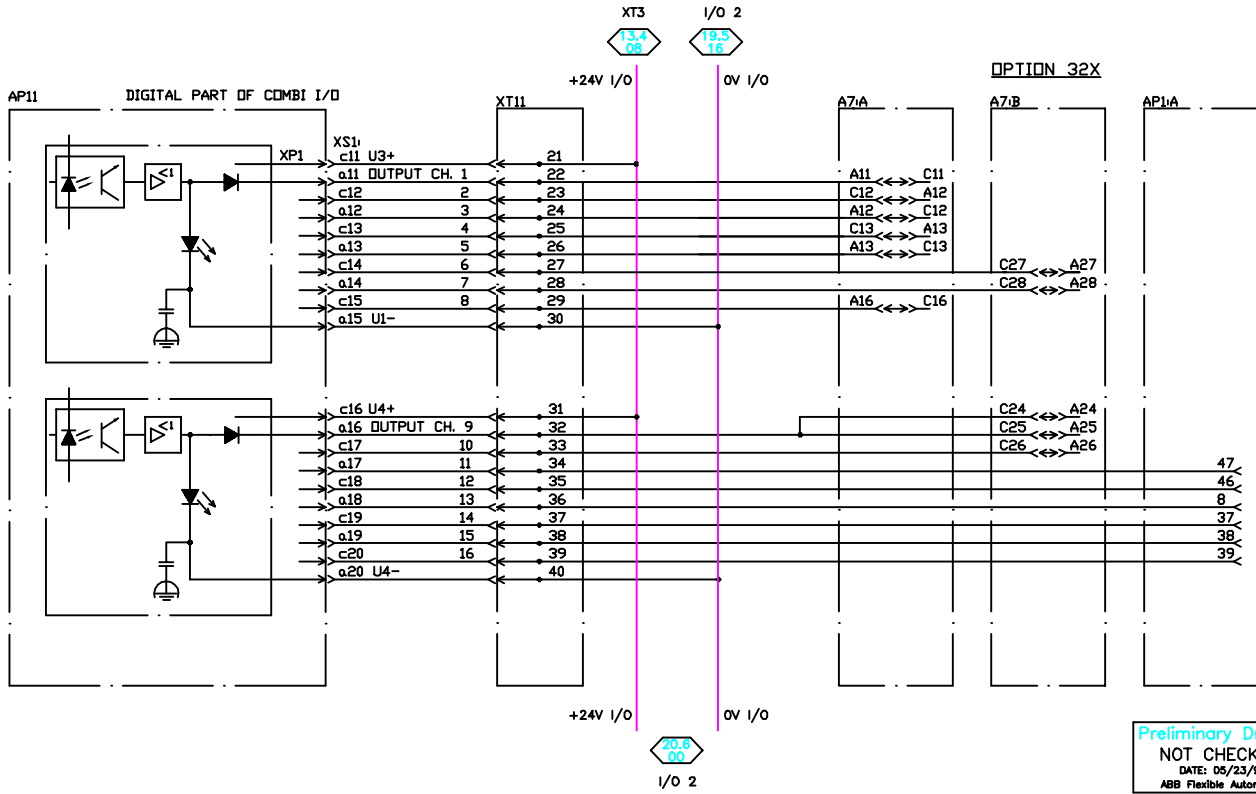 XT3 I/O 2
13.4 19.5
08 16
+24V I/O 0V I/O
OPTION 32X
AP11 DIGITAL PART OF COMBI I/O XT11 A7:A A7:B AP1:A
XS1:
XP1 c11 U3+ 21
a11 OUTPUT CH. 1 22 A11 C11
c12 2 23 C12 A12
a12 3 24 A12 C12
c13 4 25 C13 A13
a13 5 26 A13 C13
c14 6 27 C27 A27
a14 7 28 C28 A28
c15 8 29 A16 C16
a15 U1- 30
<1
c16 U4+ 31 C24 A24
a16 OUTPUT CH. 9 32 C25 A25
c17 10 33 C26 A26
a17 11 34 47
c18 12 35 46
a18 13 36 8
c19 14 37 37
a19 15 38 38
c20 16 39 39
a20 U4- 40
<1
+24V I/O 0V I/O
20.6
00
I/O 2
Preliminary
NOT CHECK
DATE: 05/23/
ABB Flexible